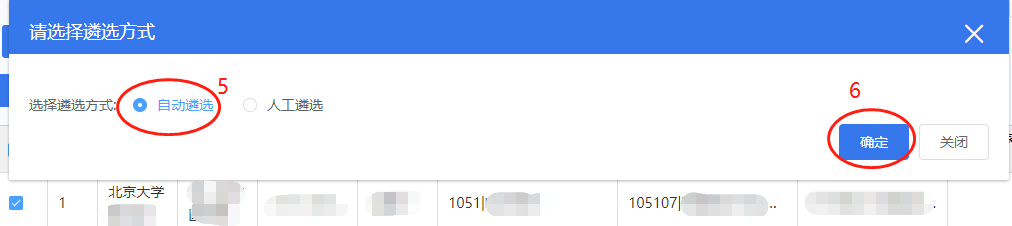 请选择遴选方式
选择遴选方式: 自动遴选 5 人工遴选
6
确定 关闭
1 北京大学 1051| 105107| .. .